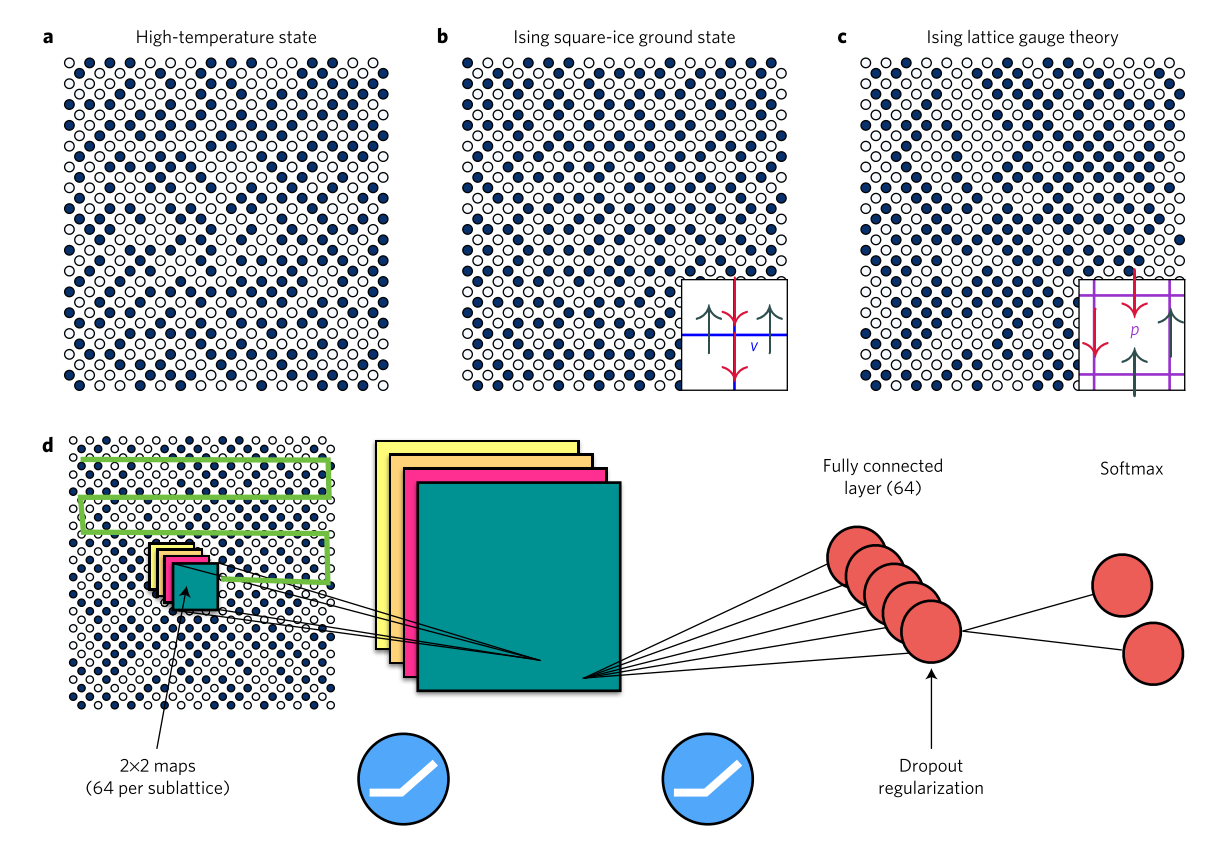 a High-temperature state
b Ising square-ice ground state
c Ising lattice gauge theory
v
p
d
Fully connected
layer (64)
Softmax
2×2 maps
(64 per sublattice)
Dropout
regularization